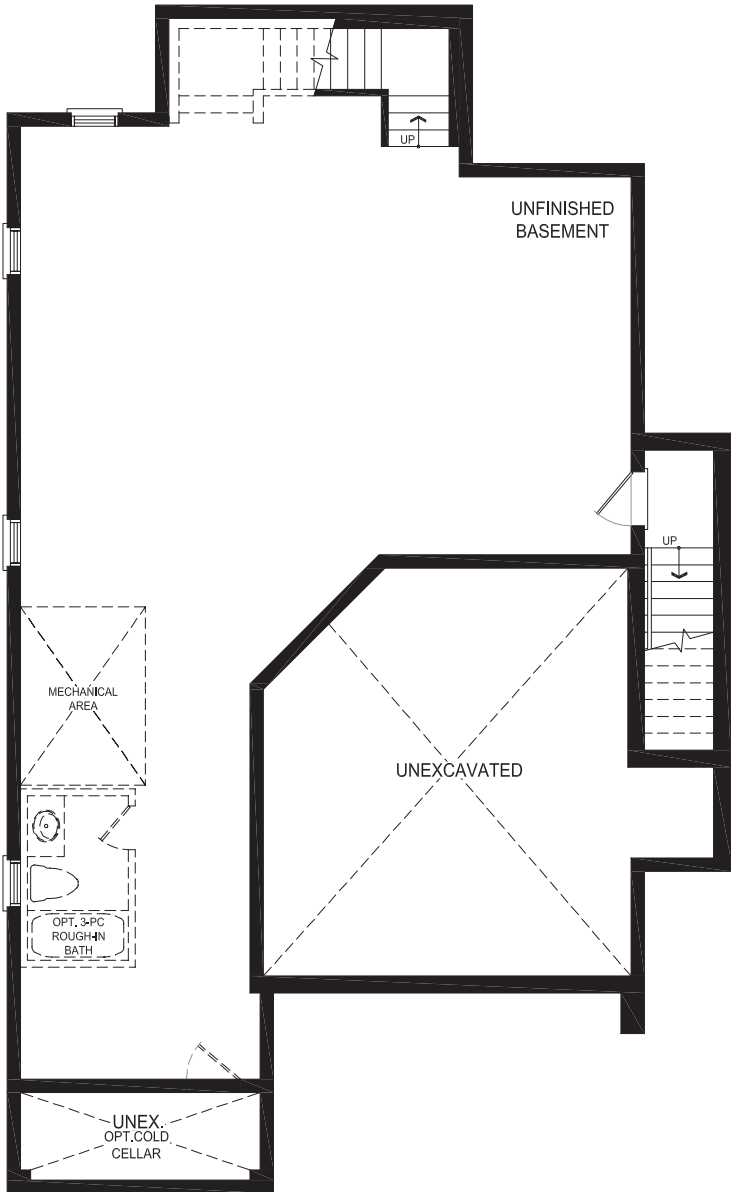 UP
UNFINISHED
BASEMENT
UP
MECHANICAL
AREA
UNEXCAVATED
OPT. 3-PC
ROUGH-IN
BATH
UNEX.
OPT.COLD
CELLAR